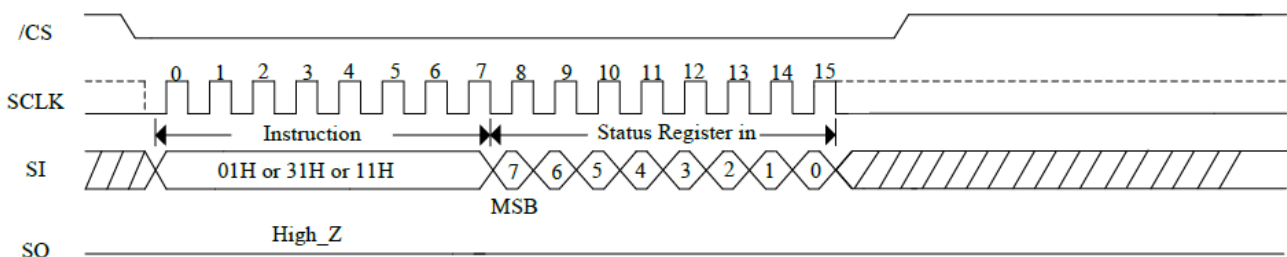 /CS
0 1 2 3 4 5 6 7 8 9 10 11 12 13 14 15
SCLK
Instruction Status Register in
SI 01H or 31H or 11H 7 6 5 4 3 2 1 0
MSB
High_Z
SO